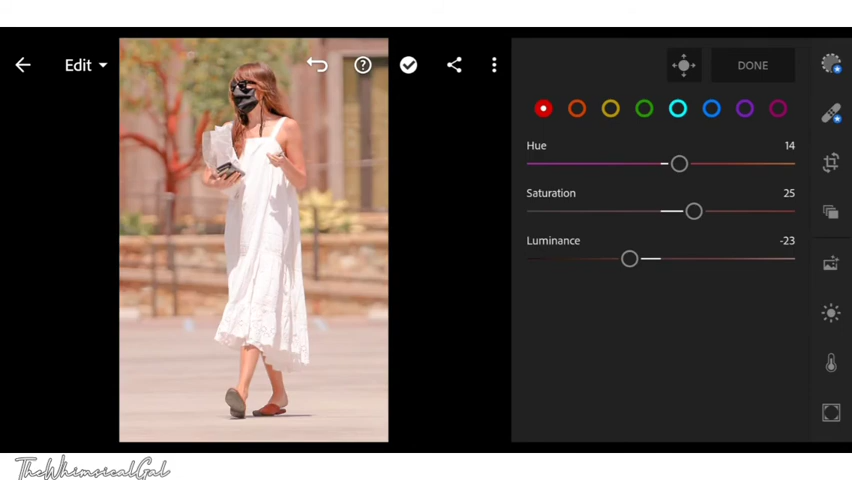 Edit
DONE
Hue 14
Saturation 25
Luminance -23
TheWhimsicalGal